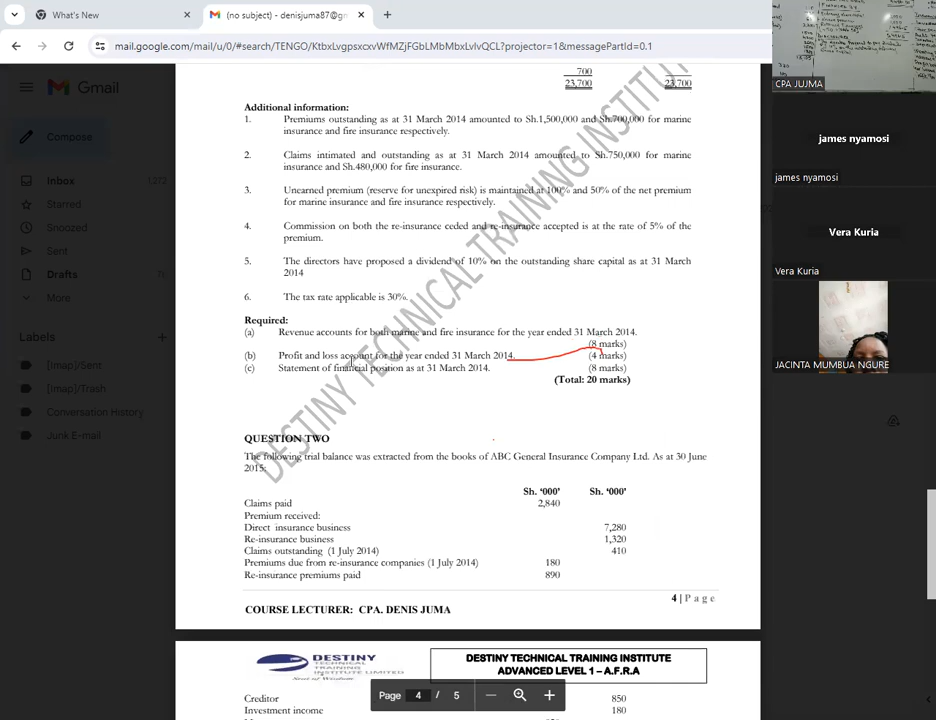 What's New
(no subject) - denisjuma87@gm
mail.google.com/mail/u/0/#search/TENGO/KtbxLvgpsxcxvWfMZjFGbLMbMbxLvlvQCL?projector=1&messagePartId=0.1
Gmail
Compose
Inbox 1,273
Starred
Snoozed
Sent
Drafts 71
More
Labels
[Imap]/Sent
[Imap]/Trash
Conversation History
Junk E-mail
700
23,700 23,700
Additional information:
1. Premiums outstanding as at 31 March 2014 amounted to Sh.1,500,000 and Sh.700,000 for marine
insurance and fire insurance respectively.
2. Claims intimated and outstanding as at 31 March 2014 amounted to Sh.750,000 for marine
insurance and Sh.480,000 for fire insurance.
3. Unearned premium (reserve for unexpired risk) is maintained at 100% and 50% of the net premium
for marine insurance and fire insurance respectively.
4. Commission on both the re-insurance ceded and re-insurance accepted is at the rate of 5% of the
premium.
5. The directors have proposed a dividend of 10% on the outstanding share capital as at 31 March
2014
6. The tax rate applicable is 30%.
Required:
(a) Revenue accounts for both marine and fire insurance for the year ended 31 March 2014.
(8 marks)
(b) Profit and loss account for the year ended 31 March 2014. (4 marks)
(c) Statement of financial position as at 31 March 2014. (8 marks)
(Total: 20 marks)
DESTINY TECHNICAL TRAINING INSTITUTE
QUESTION TWO
The following trial balance was extracted from the books of ABC General Insurance Company Ltd. As at 30 June
2015:
Sh. '000' Sh. '000'
Claims paid 2,840
Premium received:
Direct insurance business 7,280
Re-insurance business 1,320
Claims outstanding (1 July 2014) 410
Premiums due from re-insurance companies (1 July 2014) 180
Re-insurance premiums paid 890
4 | Page
COURSE LECTURER: CPA. DENIS JUMA
DESTINY
TECHNICAL
TRAINING
INSTITUTE LIMITED
DESTINY TECHNICAL TRAINING INSTITUTE
ADVANCED LEVEL 1 – A.F.R.A
Creditor 850
Investment income 180
Page 4 / 5
CPA JUJMA
james nyamosi
james nyamosi
Vera Kuria
Vera Kuria
JACINTA MUMBUA NGURE